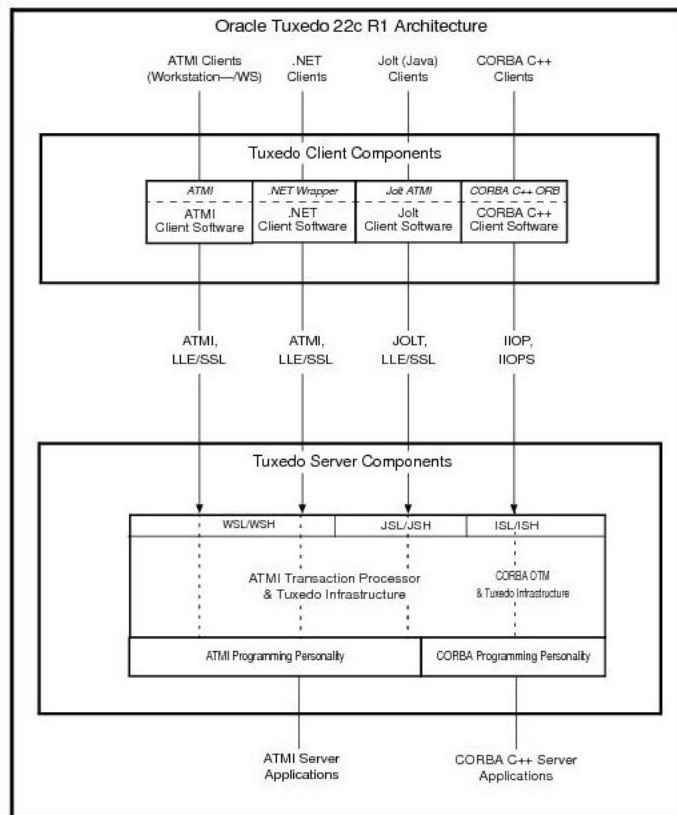 Oracle Tuxedo 22c R1 Architecture
ATMI Clients
(Workstation—/WS)
.NET
Clients
Jolt (Java)
Clients
CORBA C++
Clients
Tuxedo Client Components
ATMI
ATMI
Client Software
.NET Wrapper
.NET
Client Software
Jolt ATMI
Jolt
Client Software
CORBA C++ ORB
CORBA C++
Client Software
ATMI,
LLE/SSL
ATMI,
LLE/SSL
JOLT,
LLE/SSL
IIOP,
IIOPS
Tuxedo Server Components
WSL/WSH
JSL/JSH
ISL/ISH
ATMI Transaction Processor
& Tuxedo Infrastructure
CORBA OTM
& Tuxedo Infrastructure
ATMI Programming Personality
CORBA Programming Personality
ATMI Server
Applications
CORBA C++ Server
Applications